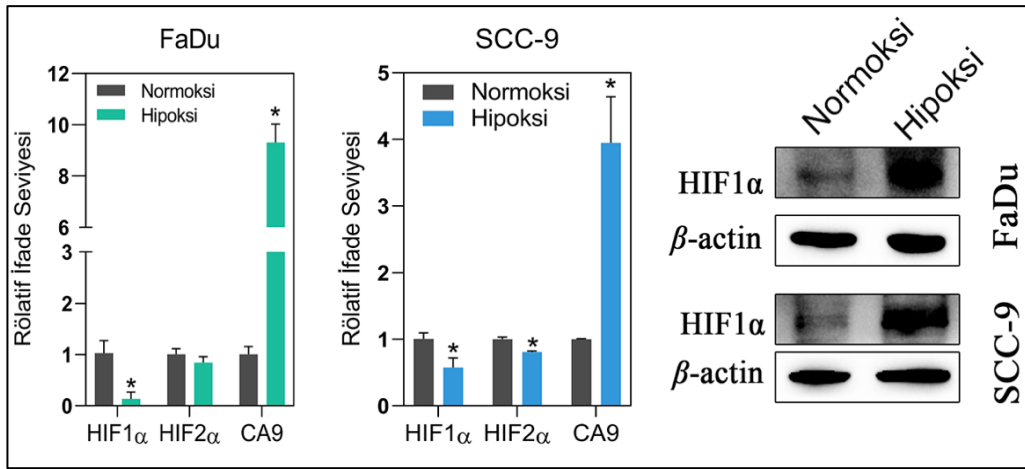 FaDu
Rölatif İfade Seviyesi
12
10
8
6
3
2
1
0
Normoksi
Hipoksi
*
*
HIF1α
HIF2α
CA9
SCC-9
Rölatif İfade Seviyesi
5
4
3
2
1
0
Normoksi
Hipoksi
*
*
*
HIF1α
HIF2α
CA9
Normoksi
Hipoksi
HIF1α
β-actin
FaDu
HIF1α
β-actin
SCC-9